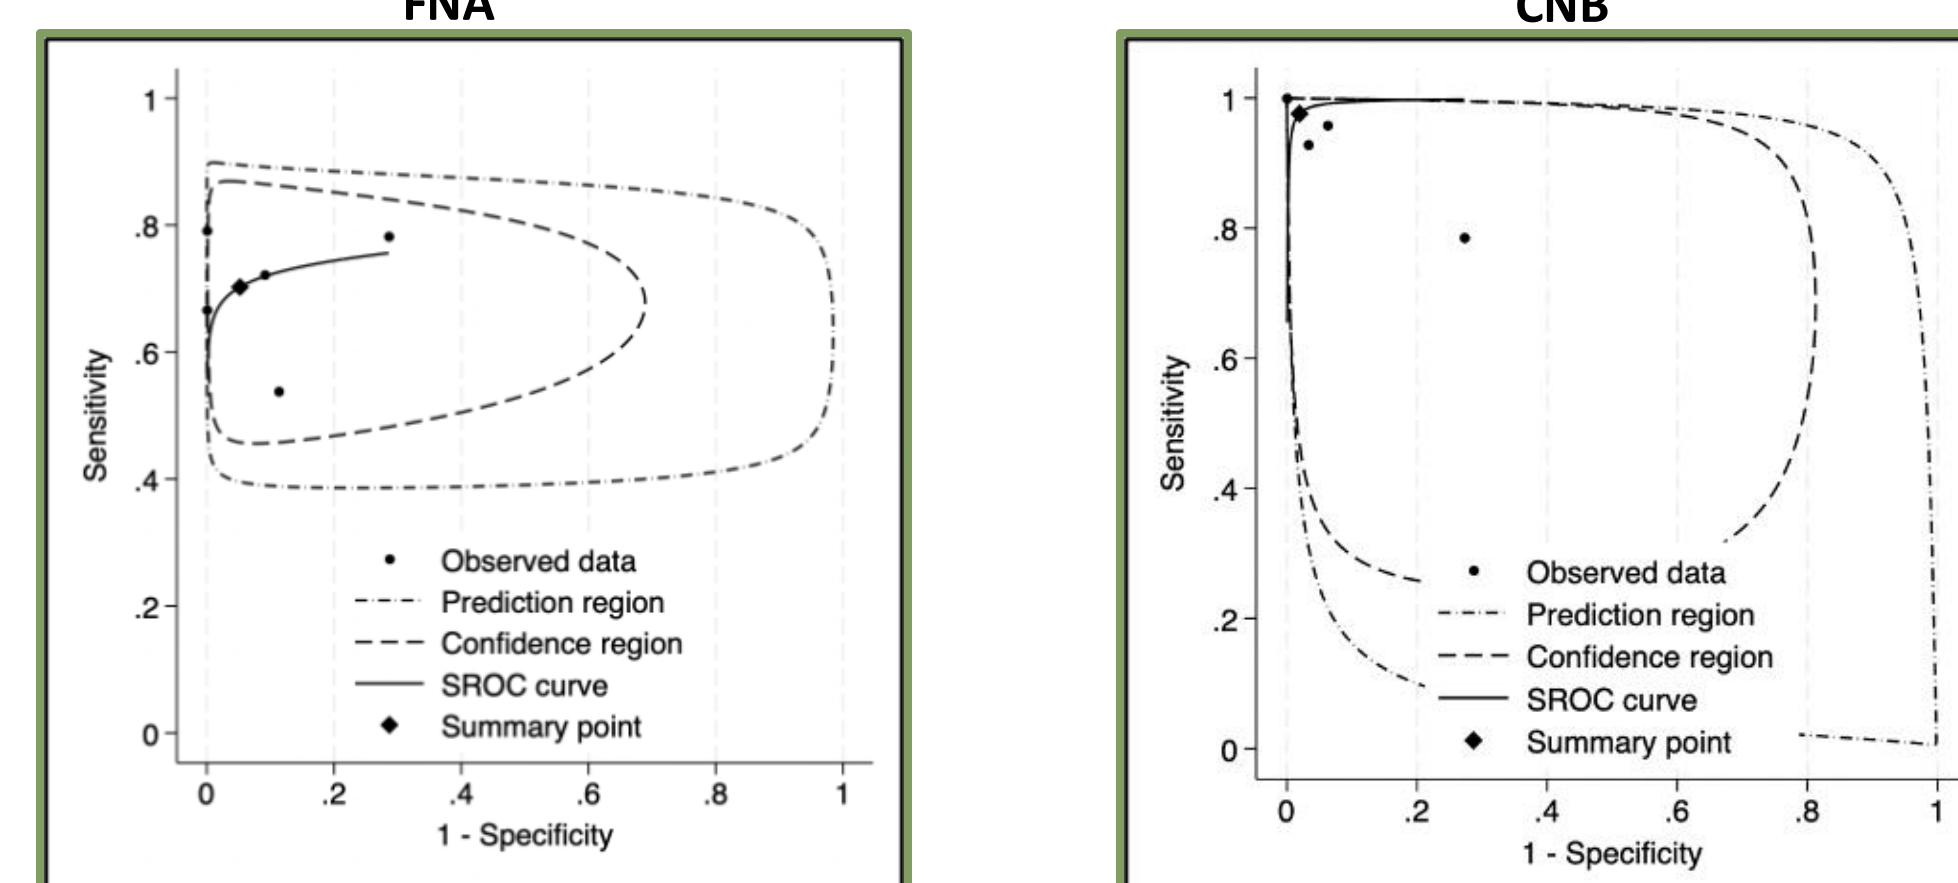 FNA
1
.8
.6
.4
.2
0
Sensitivity
Observed data
Prediction region
Confidence region
SROC curve
Summary point
0 .2 .4 .6 .8 1
1 - Specificity
CNB
1
.8
.6
.4
.2
0
Sensitivity
Observed data
Prediction region
Confidence region
SROC curve
Summary point
0 .2 .4 .6 .8 1
1 - Specificity